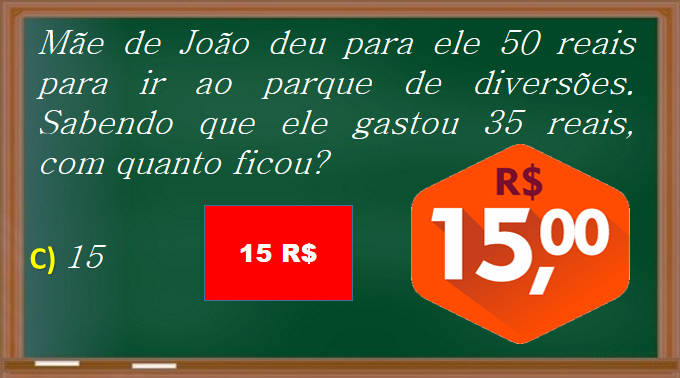 Mãe de João deu para ele 50 reais
para ir ao parque de diversões.
Sabendo que ele gastou 35 reais,
com quanto ficou?
R$
15,00
C) 15
15 R$